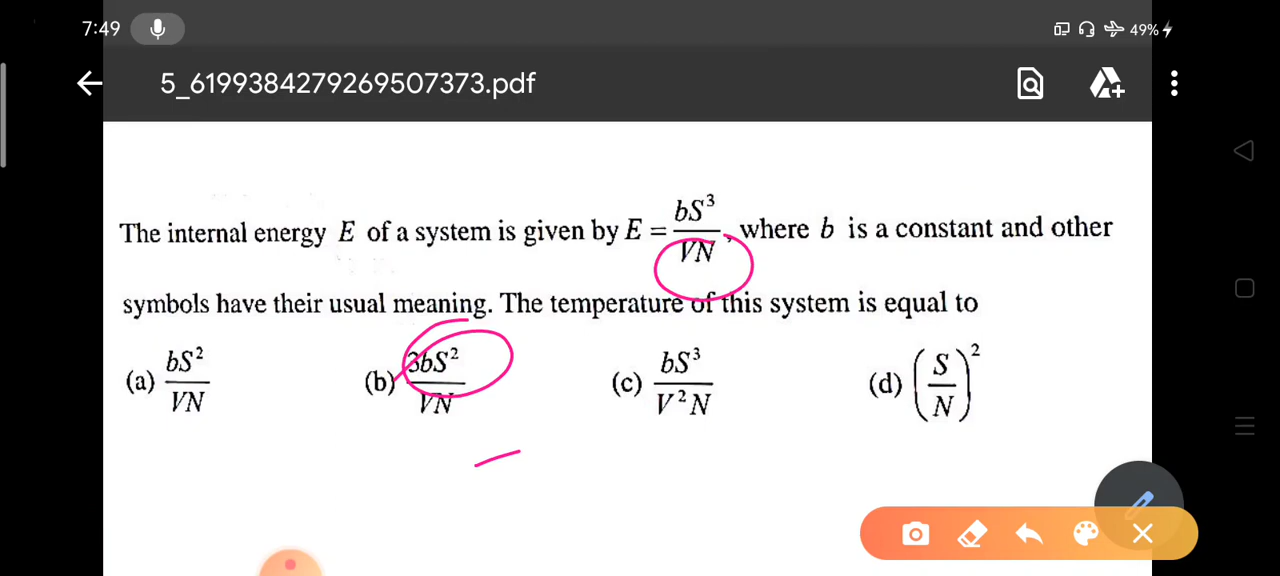 7:49
49%
5_6199384279269507373.pdf
The internal energy E of a system is given by E = bS³/VN, where b is a constant and other
symbols have their usual meaning. The temperature of this system is equal to
(a) bS²/VN (b) 3bS²/VN (c) bS³/V²N (d) (S/N)²